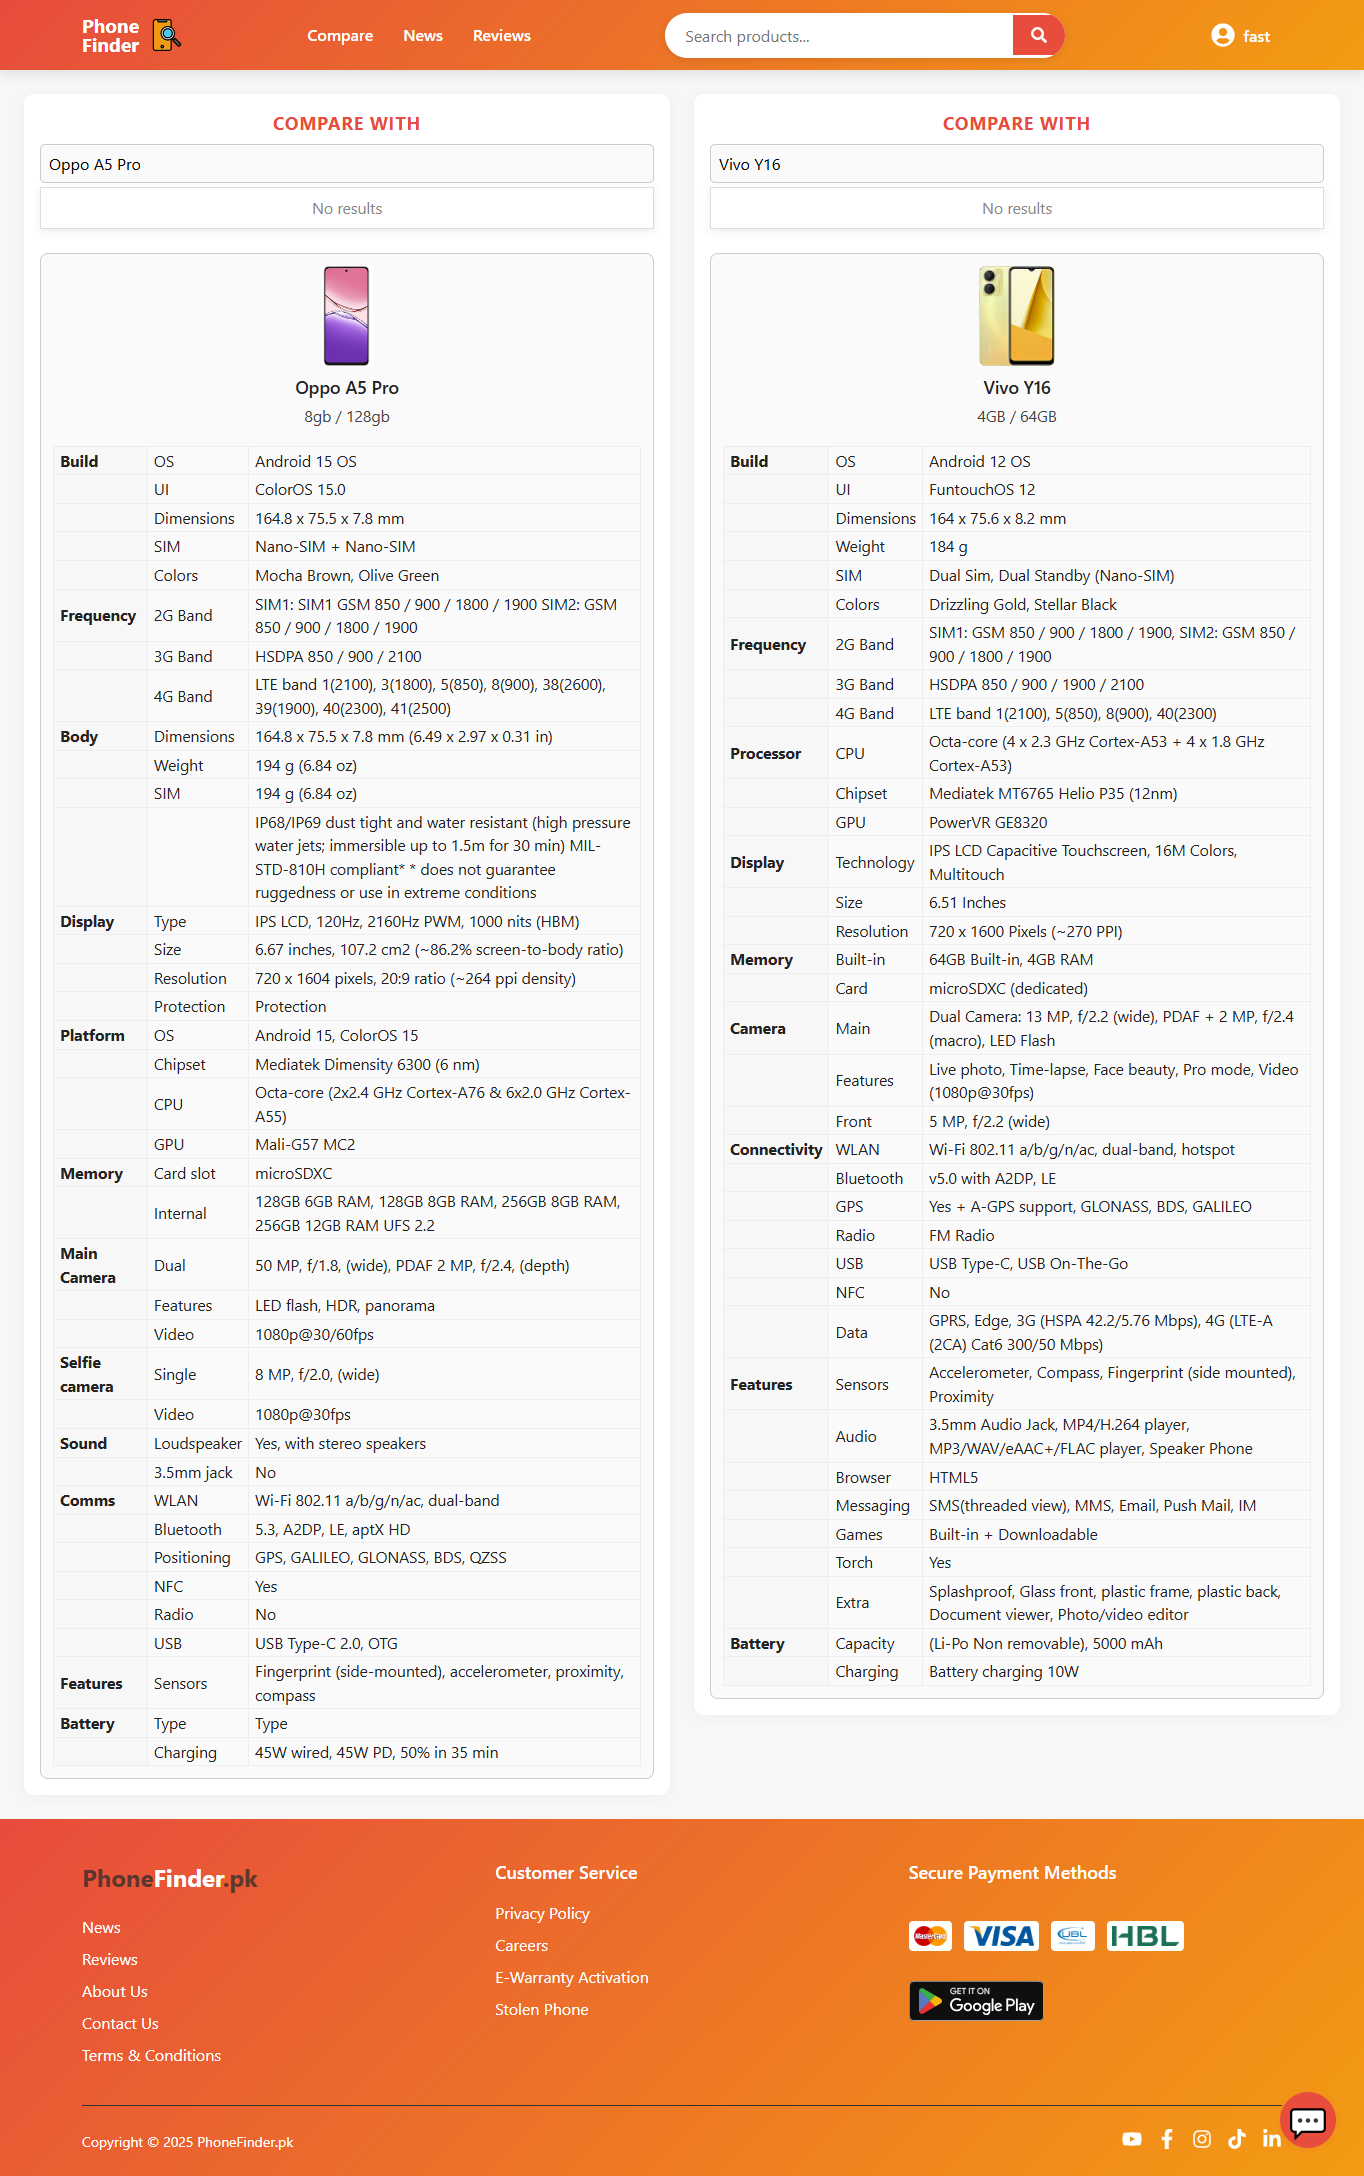 Phone
Finder
Compare
News
Reviews
Search products...
fast
COMPARE WITH
Oppo A5 Pro
No results
Oppo A5 Pro
8gb / 128gb
Build OS Android 15 OS
UI ColorOS 15.0
Dimensions 164.8 x 75.5 x 7.8 mm
SIM Nano-SIM + Nano-SIM
Colors Mocha Brown, Olive Green
Frequency 2G Band SIM1: SIM1 GSM 850 / 900 / 1800 / 1900 SIM2: GSM
850 / 900 / 1800 / 1900
3G Band HSDPA 850 / 900 / 2100
4G Band LTE band 1(2100), 3(1800), 5(850), 8(900), 38(2600),
39(1900), 40(2300), 41(2500)
Body Dimensions 164.8 x 75.5 x 7.8 mm (6.49 x 2.97 x 0.31 in)
Weight 194 g (6.84 oz)
SIM 194 g (6.84 oz)
IP68/IP69 dust tight and water resistant (high pressure
water jets; immersible up to 1.5m for 30 min) MIL-
STD-810H compliant* * does not guarantee
ruggedness or use in extreme conditions
Display Type IPS LCD, 120Hz, 2160Hz PWM, 1000 nits (HBM)
Size 6.67 inches, 107.2 cm2 (~86.2% screen-to-body ratio)
Resolution 720 x 1604 pixels, 20:9 ratio (~264 ppi density)
Protection Protection
Platform OS Android 15, ColorOS 15
Chipset Mediatek Dimensity 6300 (6 nm)
CPU Octa-core (2x2.4 GHz Cortex-A76 & 6x2.0 GHz Cortex-
A55)
GPU Mali-G57 MC2
Memory Card slot microSDXC
Internal 128GB 6GB RAM, 128GB 8GB RAM, 256GB 8GB RAM,
256GB 12GB RAM UFS 2.2
Main
Camera Dual 50 MP, f/1.8, (wide), PDAF 2 MP, f/2.4, (depth)
Features LED flash, HDR, panorama
Video 1080p@30/60fps
Selfie
camera Single 8 MP, f/2.0, (wide)
Video 1080p@30fps
Sound Loudspeaker Yes, with stereo speakers
3.5mm jack No
Comms WLAN Wi-Fi 802.11 a/b/g/n/ac, dual-band
Bluetooth 5.3, A2DP, LE, aptX HD
Positioning GPS, GALILEO, GLONASS, BDS, QZSS
NFC Yes
Radio No
USB USB Type-C 2.0, OTG
Features Sensors Fingerprint (side-mounted), accelerometer, proximity,
compass
Battery Type Type
Charging 45W wired, 45W PD, 50% in 35 min
COMPARE WITH
Vivo Y16
No results
Vivo Y16
4GB / 64GB
Build OS Android 12 OS
UI FuntouchOS 12
Dimensions 164 x 75.6 x 8.2 mm
Weight 184 g
SIM Dual Sim, Dual Standby (Nano-SIM)
Colors Drizzling Gold, Stellar Black
Frequency 2G Band SIM1: GSM 850 / 900 / 1800 / 1900, SIM2: GSM 850 /
900 / 1800 / 1900
3G Band HSDPA 850 / 900 / 1900 / 2100
4G Band LTE band 1(2100), 5(850), 8(900), 40(2300)
Processor CPU Octa-core (4 x 2.3 GHz Cortex-A53 + 4 x 1.8 GHz
Cortex-A53)
Chipset Mediatek MT6765 Helio P35 (12nm)
GPU PowerVR GE8320
Display Technology IPS LCD Capacitive Touchscreen, 16M Colors,
Multitouch
Size 6.51 Inches
Resolution 720 x 1600 Pixels (~270 PPI)
Memory Built-in 64GB Built-in, 4GB RAM
Card microSDXC (dedicated)
Camera Main Dual Camera: 13 MP, f/2.2 (wide), PDAF + 2 MP, f/2.4
(macro), LED Flash
Features Live photo, Time-lapse, Face beauty, Pro mode, Video
(1080p@30fps)
Front 5 MP, f/2.2 (wide)
Connectivity WLAN Wi-Fi 802.11 a/b/g/n/ac, dual-band, hotspot
Bluetooth v5.0 with A2DP, LE
GPS Yes + A-GPS support, GLONASS, BDS, GALILEO
Radio FM Radio
USB USB Type-C, USB On-The-Go
NFC No
Data GPRS, Edge, 3G (HSPA 42.2/5.76 Mbps), 4G (LTE-A
(2CA) Cat6 300/50 Mbps)
Features Sensors Accelerometer, Compass, Fingerprint (side mounted),
Proximity
Audio 3.5mm Audio Jack, MP4/H.264 player,
MP3/WAV/eAAC+/FLAC player, Speaker Phone
Browser HTML5
Messaging SMS(threaded view), MMS, Email, Push Mail, IM
Games Built-in + Downloadable
Torch Yes
Extra Splashproof, Glass front, plastic frame, plastic back,
Document viewer, Photo/video editor
Battery Capacity (Li-Po Non removable), 5000 mAh
Charging Battery charging 10W
PhoneFinder.pk
News
Reviews
About Us
Contact Us
Terms & Conditions
Customer Service
Privacy Policy
Careers
E-Warranty Activation
Stolen Phone
Secure Payment Methods
MasterCard VISA UBL HBL
GET IT ON
Google Play
Copyright © 2025 PhoneFinder.pk